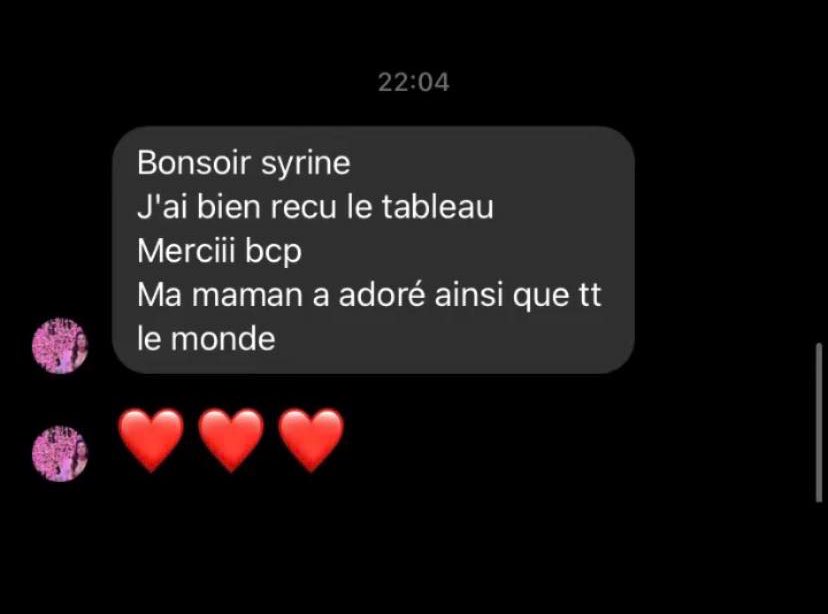 22:04
Bonsoir syrine
J'ai bien recu le tableau
Merciii bcp
Ma maman a adoré ainsi que tt
le monde
❤️❤️❤️